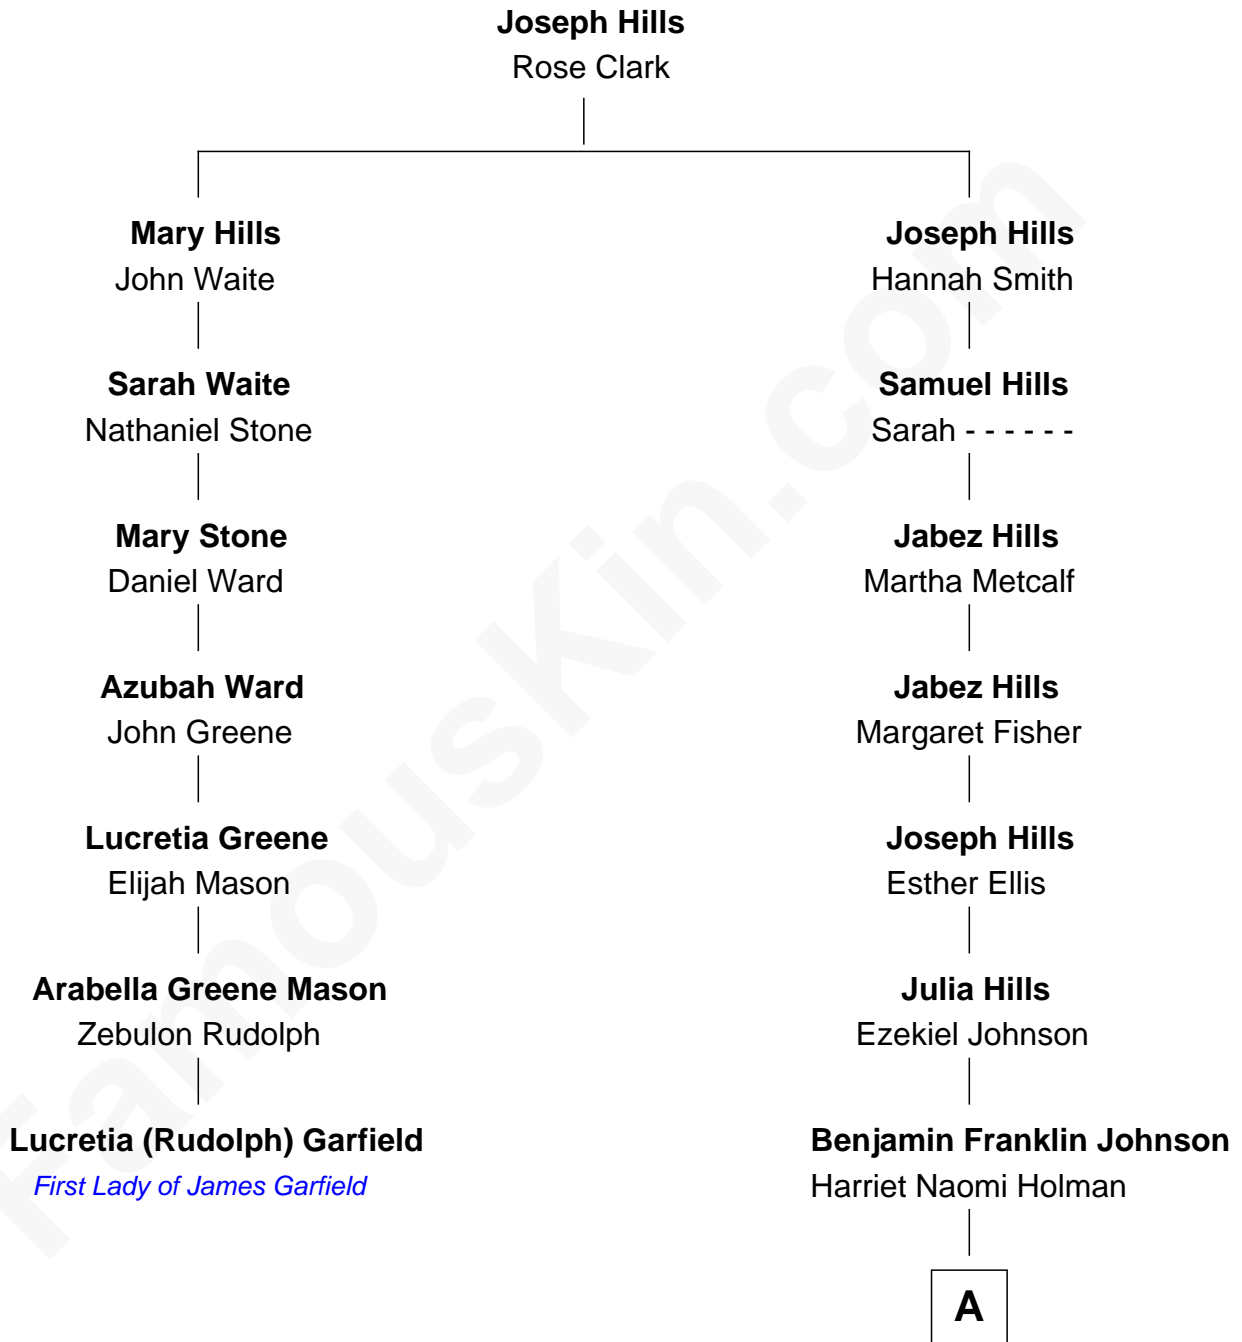 Joseph Hills
Rose Clark
Mary Hills
John Waite
Joseph Hills
Hannah Smith
Sarah Waite
Nathaniel Stone
Samuel Hills
Sarah - - - - - -
Mary Stone
Daniel Ward
Jabez Hills
Martha Metcalf
Azubah Ward
John Greene
Jabez Hills
Margaret Fisher
Lucretia Greene
Elijah Mason
Joseph Hills
Esther Ellis
Arabella Greene Mason
Zebulon Rudolph
Julia Hills
Ezekiel Johnson
Lucretia (Rudolph) Garfield
First Lady of James Garfield
Benjamin Franklin Johnson
Harriet Naomi Holman
A
FamousKin.com